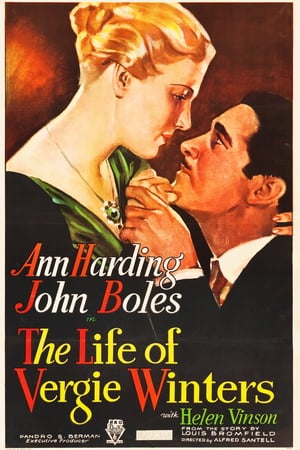 Ann Harding
John Boles
in
The Life of
Vergie Winters
with Helen Vinson
FROM THE STORY BY
LOUIS BROMFIELD
DIRECTED BY ALFRED SANTELL
PANDRO S. BERMAN
Executive Producer